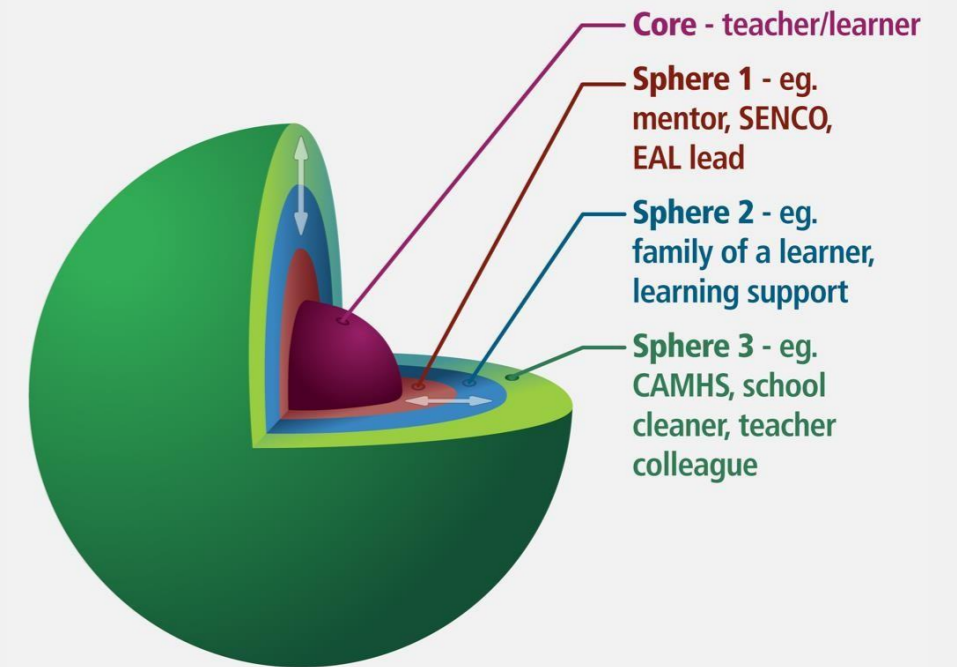 Core - teacher/learner
Sphere 1 - eg.
mentor, SENCO,
EAL lead
Sphere 2 - eg.
family of a learner,
learning support
Sphere 3 - eg.
CAMHS, school
cleaner, teacher
colleague